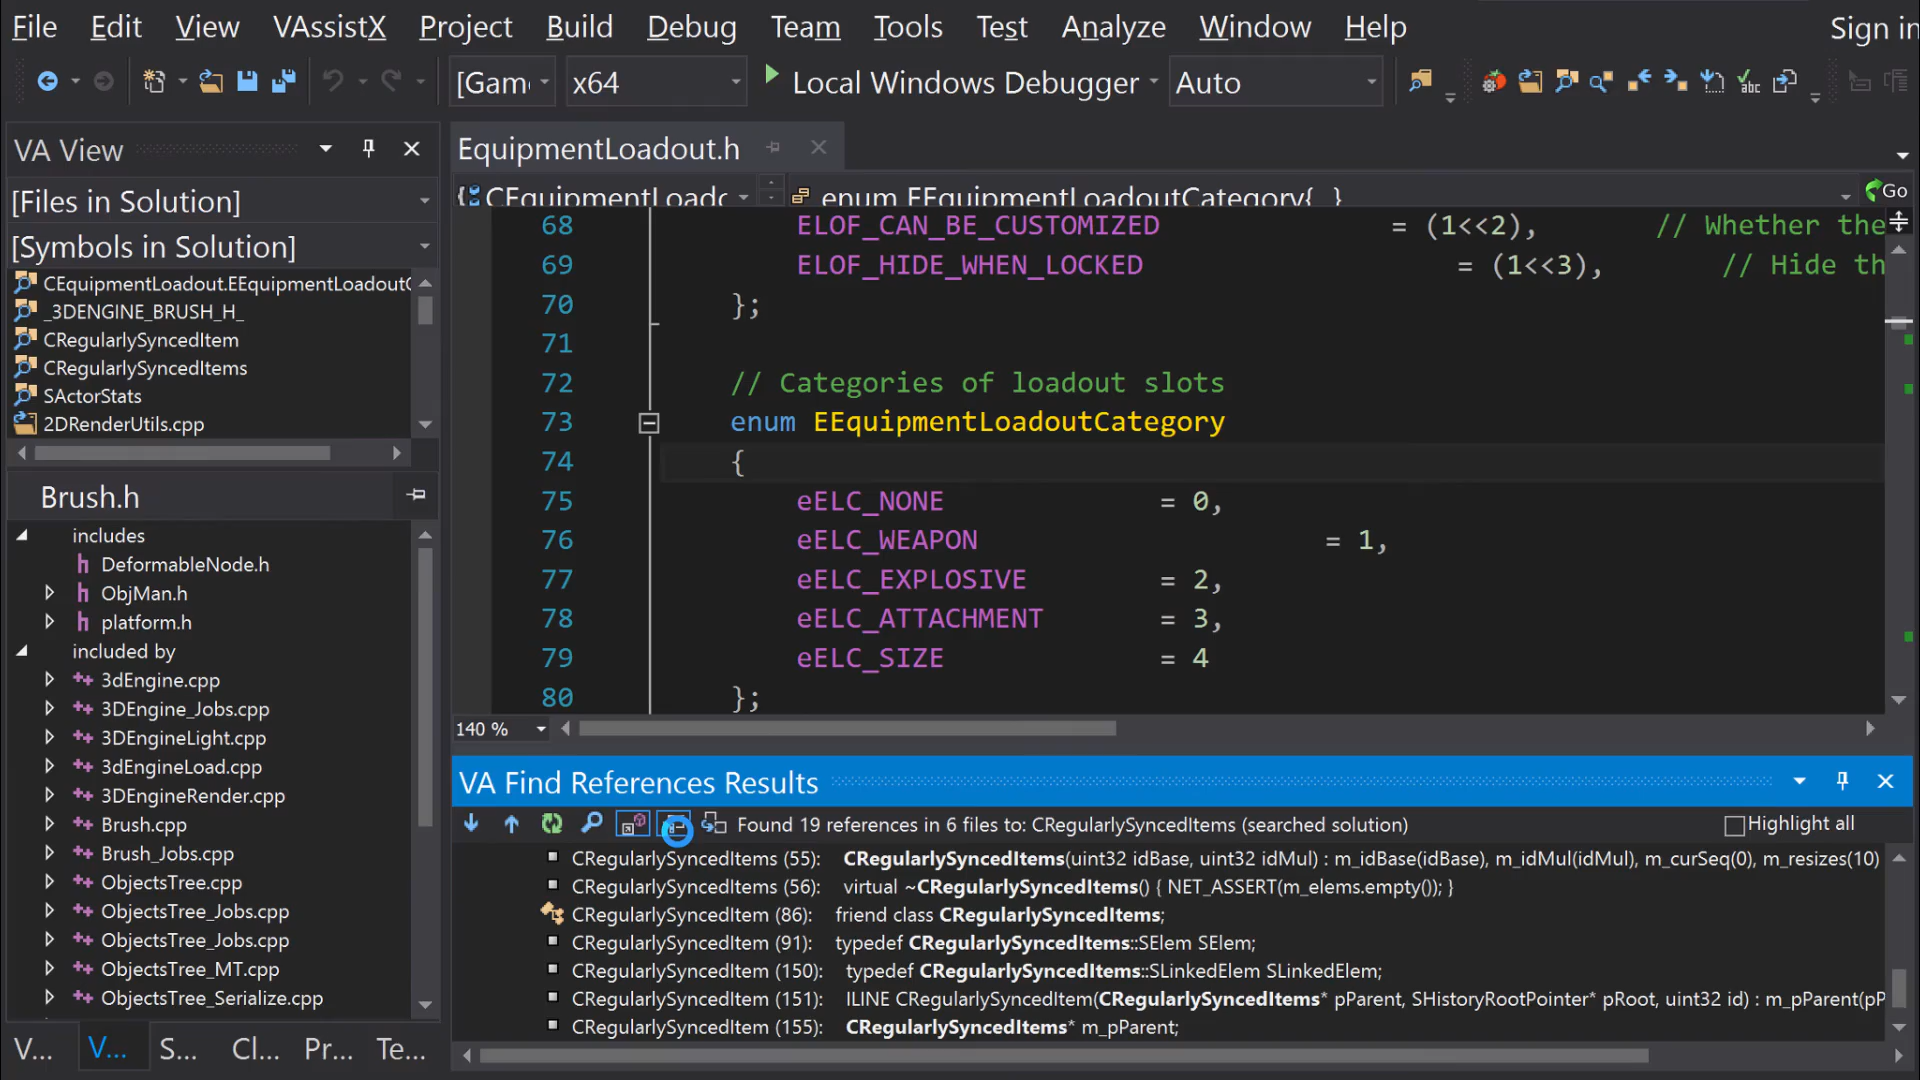 File Edit View VAssistX Project Build Debug Team Tools Test Analyze Window Help Sign in
x64 Local Windows Debugger Auto
VA View
EquipmentLoadout.h
[Files in Solution]
enum EEquipmentLoadoutCategory{ }
Go
[Symbols in Solution]
CEquipmentLoadout.EEquipmentLoadout
_3DENGINE_BRUSH_H_
CRegularlySyncedItem
CRegularlySyncedItems
SActorStats
2DRenderUtils.cpp
Brush.h
includes
DeformableNode.h
ObjMan.h
platform.h
included by
3dEngine.cpp
3DEngine_Jobs.cpp
3DEngineLight.cpp
3dEngineLoad.cpp
3DEngineRender.cpp
Brush.cpp
Brush_Jobs.cpp
ObjectsTree.cpp
ObjectsTree_Jobs.cpp
ObjectsTree_Jobs.cpp
ObjectsTree_MT.cpp
ObjectsTree_Serialize.cpp
V... V... S... Cl... Pr... Te...
68 ELOF_CAN_BE_CUSTOMIZED = (1<<2), // Whether the
69 ELOF_HIDE_WHEN_LOCKED = (1<<3), // Hide th
70 };
71
72 // Categories of loadout slots
73 enum EEquipmentLoadoutCategory
74 {
75 eELC_NONE = 0,
76 eELC_WEAPON = 1,
77 eELC_EXPLOSIVE = 2,
78 eELC_ATTACHMENT = 3,
79 eELC_SIZE = 4
80 };
140 %
VA Find References Results
Found 19 references in 6 files to: CRegularlySyncedItems (searched solution) Highlight all
CRegularlySyncedItems (55): CRegularlySyncedItems(uint32 idBase, uint32 idMul) : m_idBase(idBase), m_idMul(idMul), m_curSeq(0), m_resizes(10)
CRegularlySyncedItems (56): virtual ~CRegularlySyncedItems() { NET_ASSERT(m_elems.empty()); }
CRegularlySyncedItem (86): friend class CRegularlySyncedItems;
CRegularlySyncedItem (91): typedef CRegularlySyncedItems::SElem SElem;
CRegularlySyncedItem (150): typedef CRegularlySyncedItems::SLinkedElem SLinkedElem;
CRegularlySyncedItem (151): ILINE CRegularlySyncedItem(CRegularlySyncedItems* pParent, SHistoryRootPointer* pRoot, uint32 id) : m_pParent(pP
CRegularlySyncedItem (155): CRegularlySyncedItems* m_pParent;